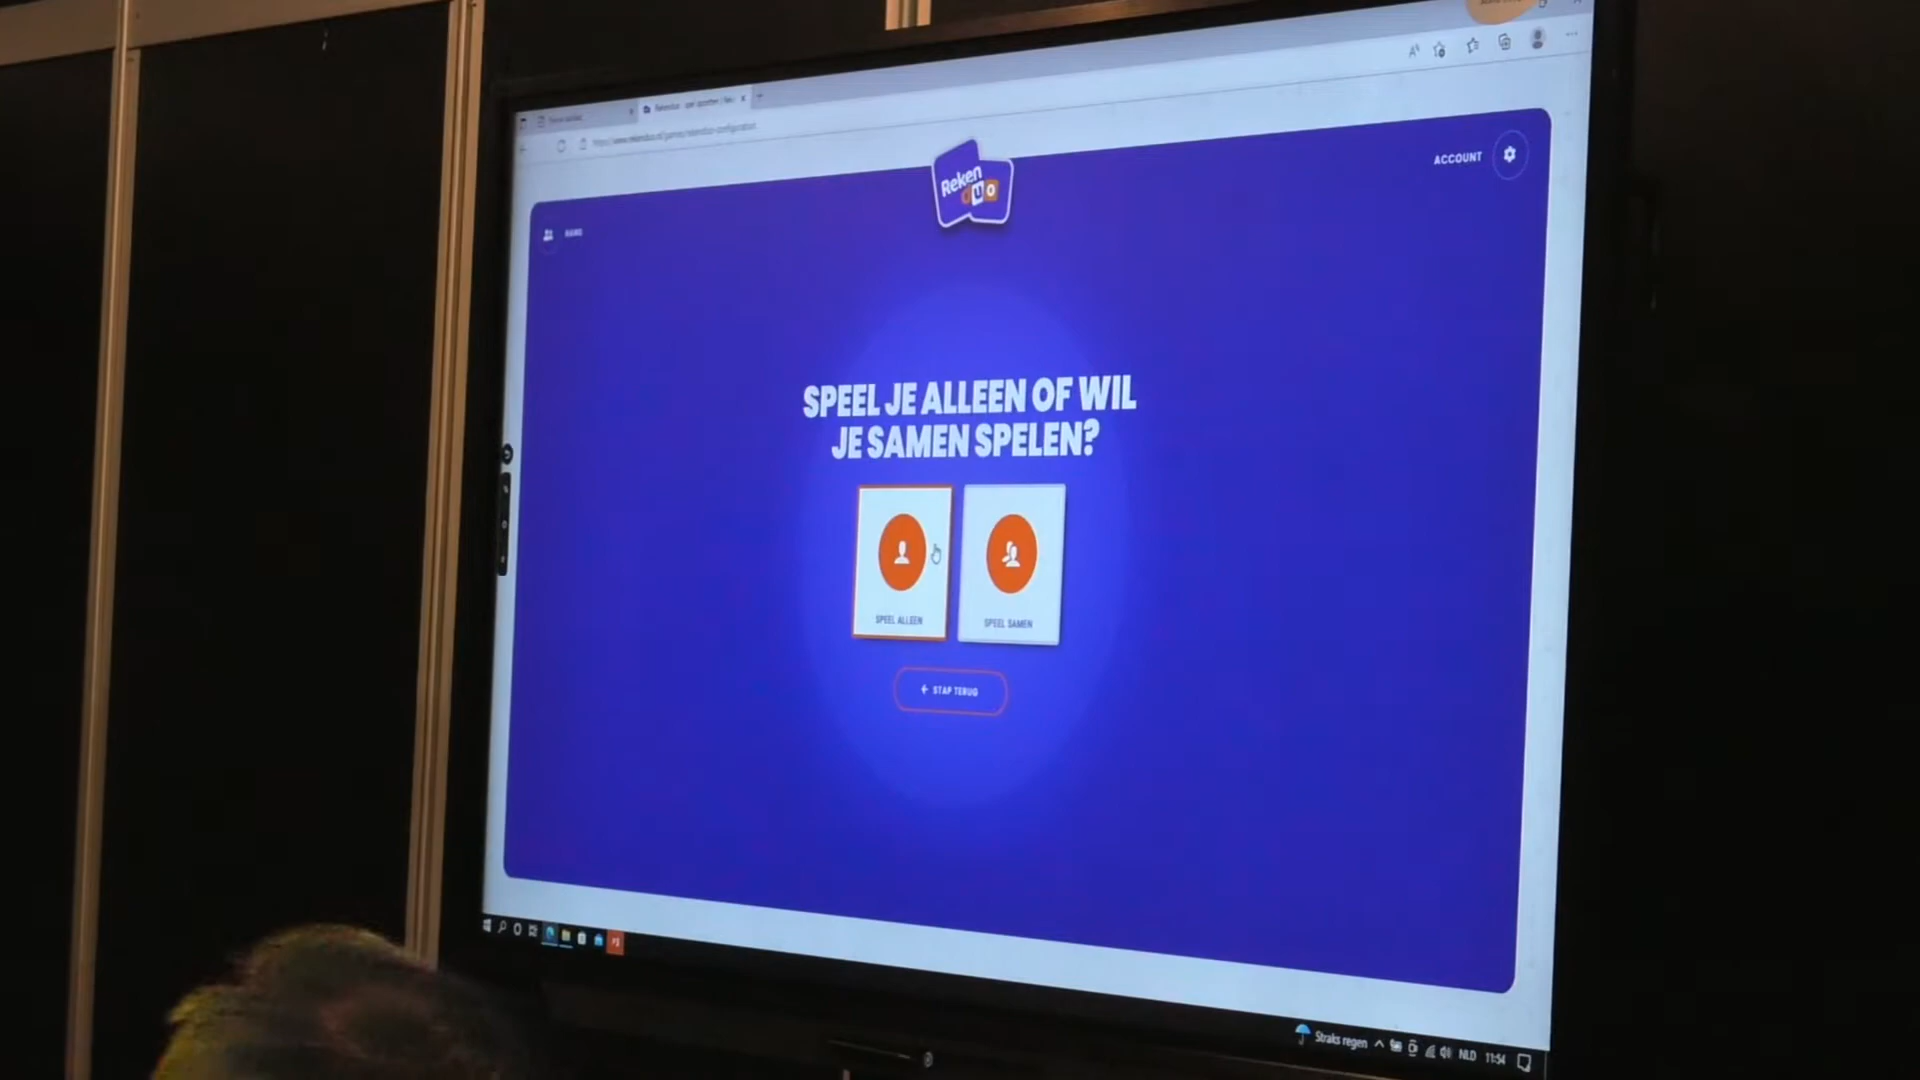 Reken
duo
ACCOUNT
SPEEL JE ALLEEN OF WIL
JE SAMEN SPELEN?
SPEEL ALLEEN
SPEEL SAMEN
← STAP TERUG
Straks regen
NLD
11:54